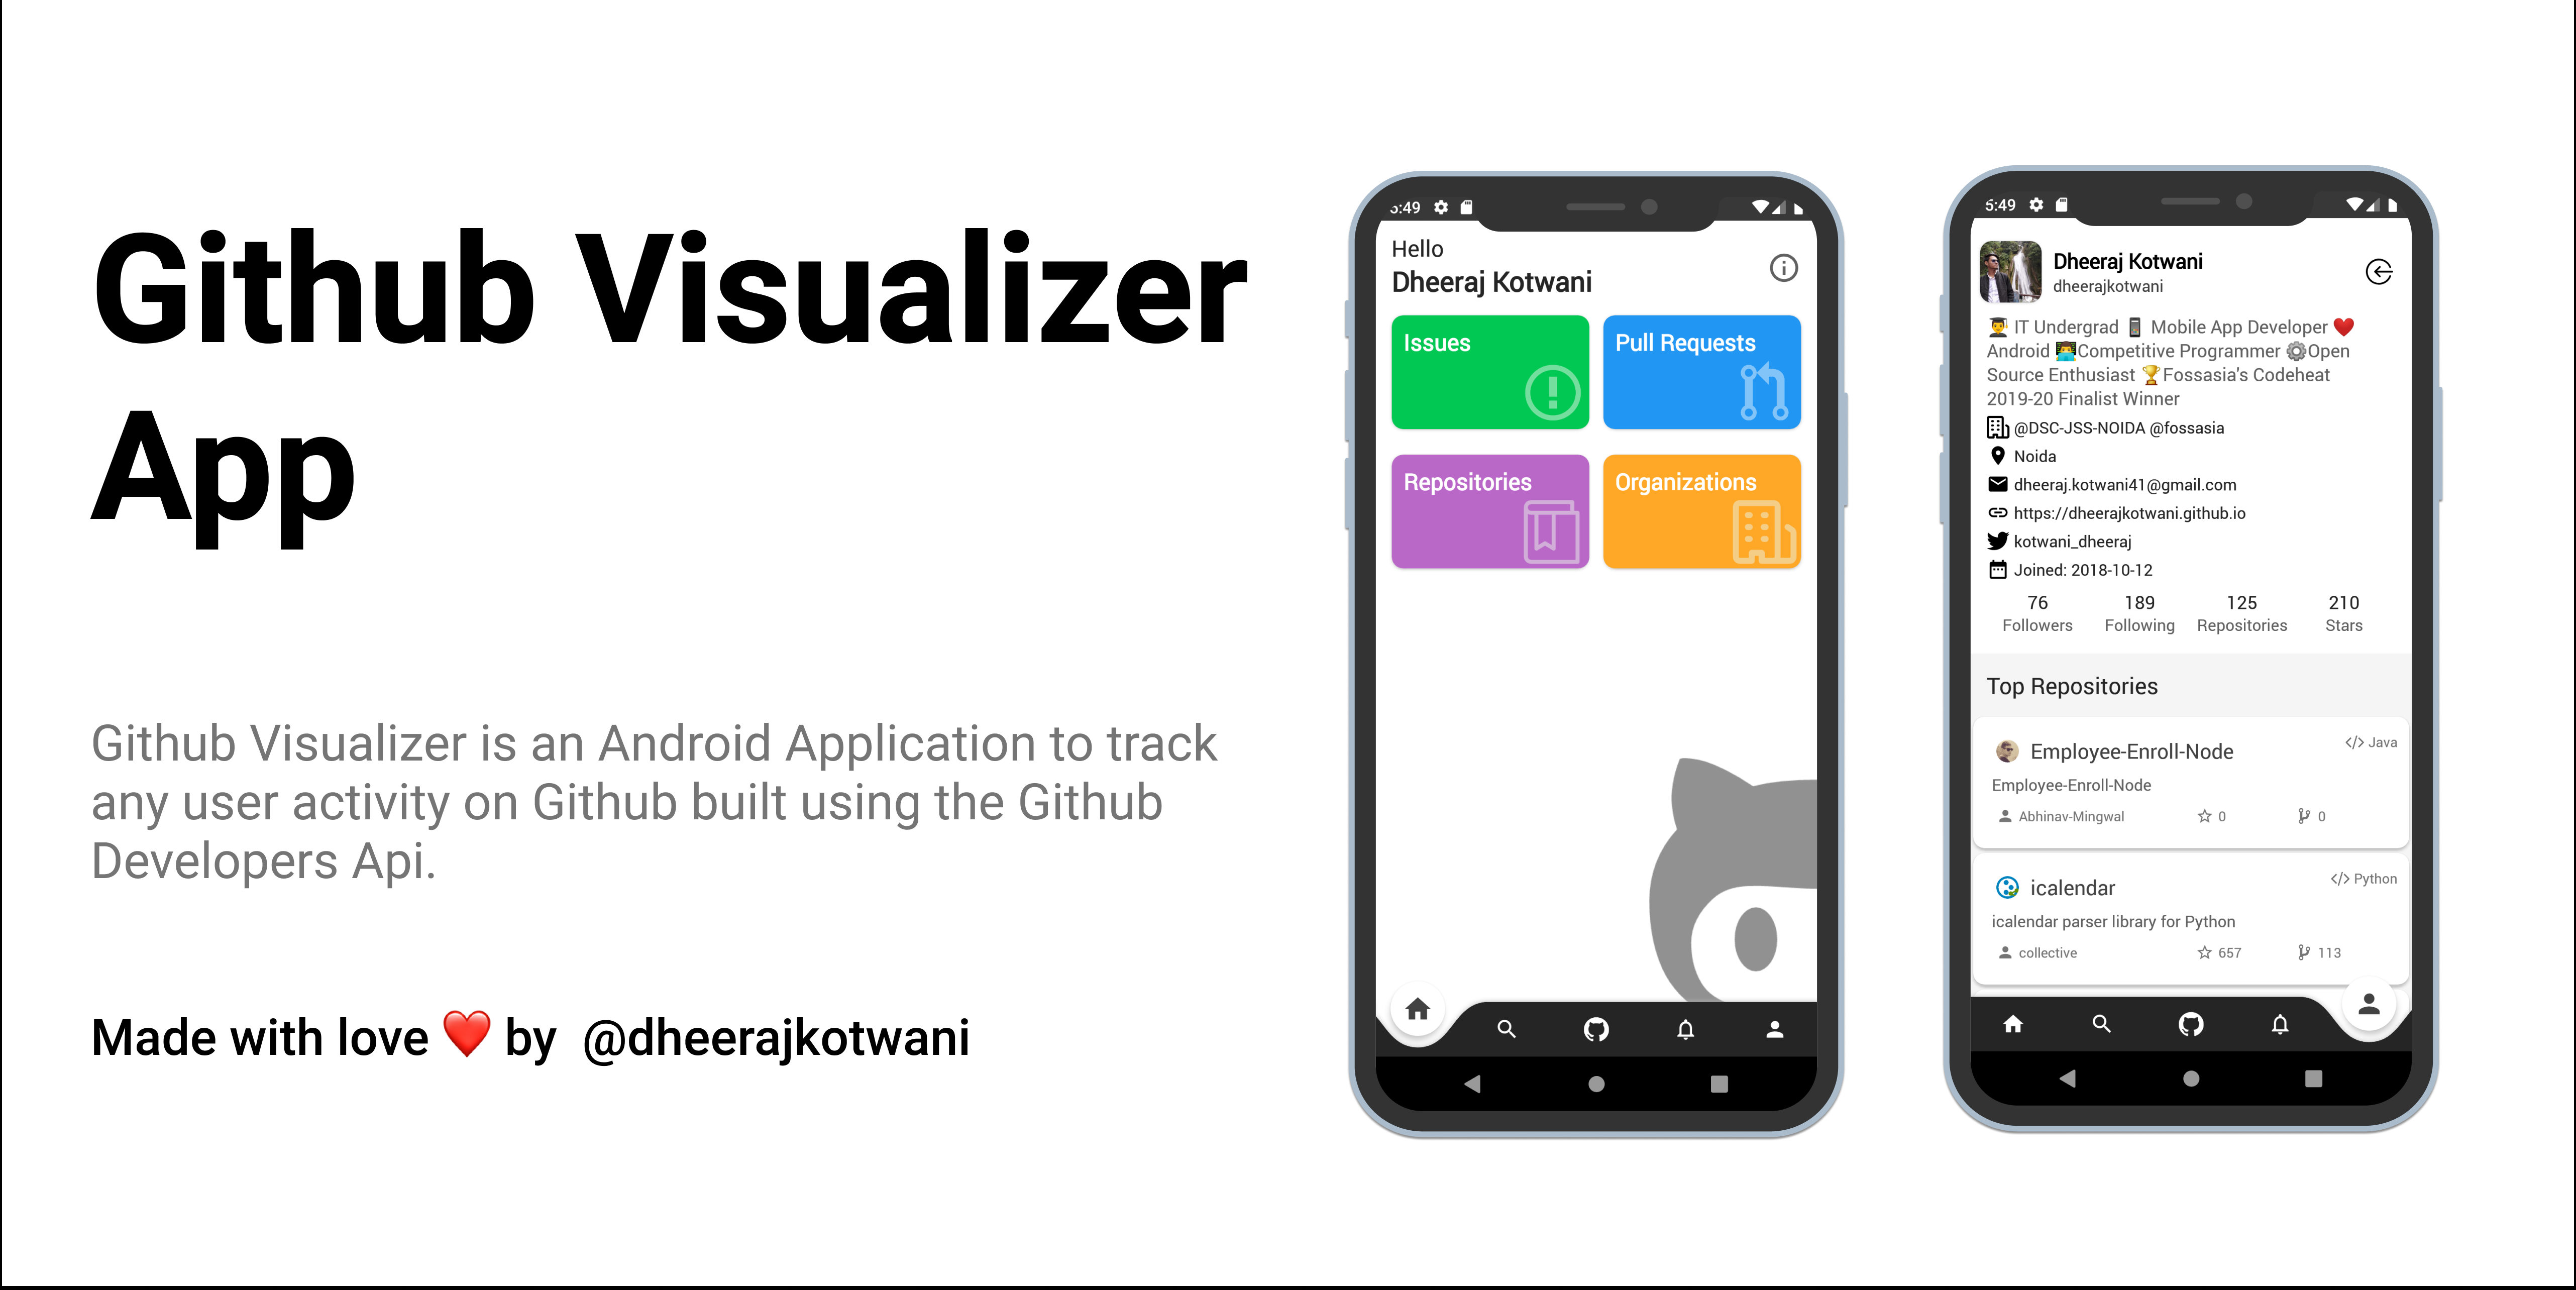 Github Visualizer
App
Github Visualizer is an Android Application to track
any user activity on Github built using the Github
Developers Api.
Made with love ❤️ by @dheerajkotwani
5:49
Hello
Dheeraj Kotwani
Issues
Pull Requests
Repositories
Organizations
5:49
Dheeraj Kotwani
dheerajkotwani
👨‍🎓 IT Undergrad 📱 Mobile App Developer ❤️
Android 👨‍💻Competitive Programmer ⚙️Open
Source Enthusiast 🏆Fossasia's Codeheat
2019-20 Finalist Winner
@DSC-JSS-NOIDA @fossasia
Noida
dheeraj.kotwani41@gmail.com
https://dheerajkotwani.github.io
kotwani_dheeraj
Joined: 2018-10-12
76 189 125 210
Followers Following Repositories Stars
Top Repositories
Employee-Enroll-Node </> Java
Employee-Enroll-Node
Abhinav-Mingwal 0 0
icalendar </> Python
icalendar parser library for Python
collective 657 113